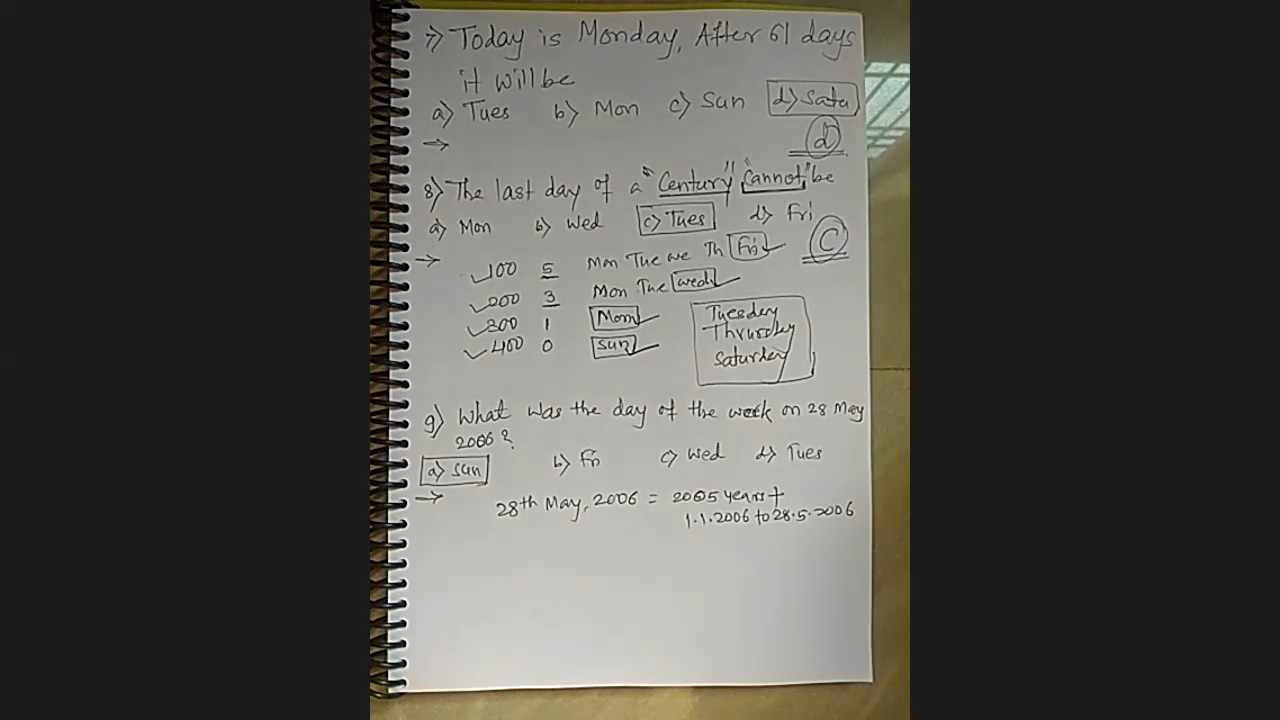 7) Today is Monday, After 61 days
it will be
a) Tues b) Mon c) Sun d) Satu
→ d
8) The last day of a "Century" "Cannot" be
a) Mon b) Wed c) Tues d) Fri
→ C
100 5 Mon Tue We Th Fri
200 3 Mon Tue Wed
300 1 Mon
400 0 Sun
Tuesday
Thrursday
Saturday
9) What was the day of the week on 28 May
2006?
a) Sun b) Fri c) Wed d) Tues
→ 28th May, 2006 = 2005 years +
1.1.2006 to 28.5.2006